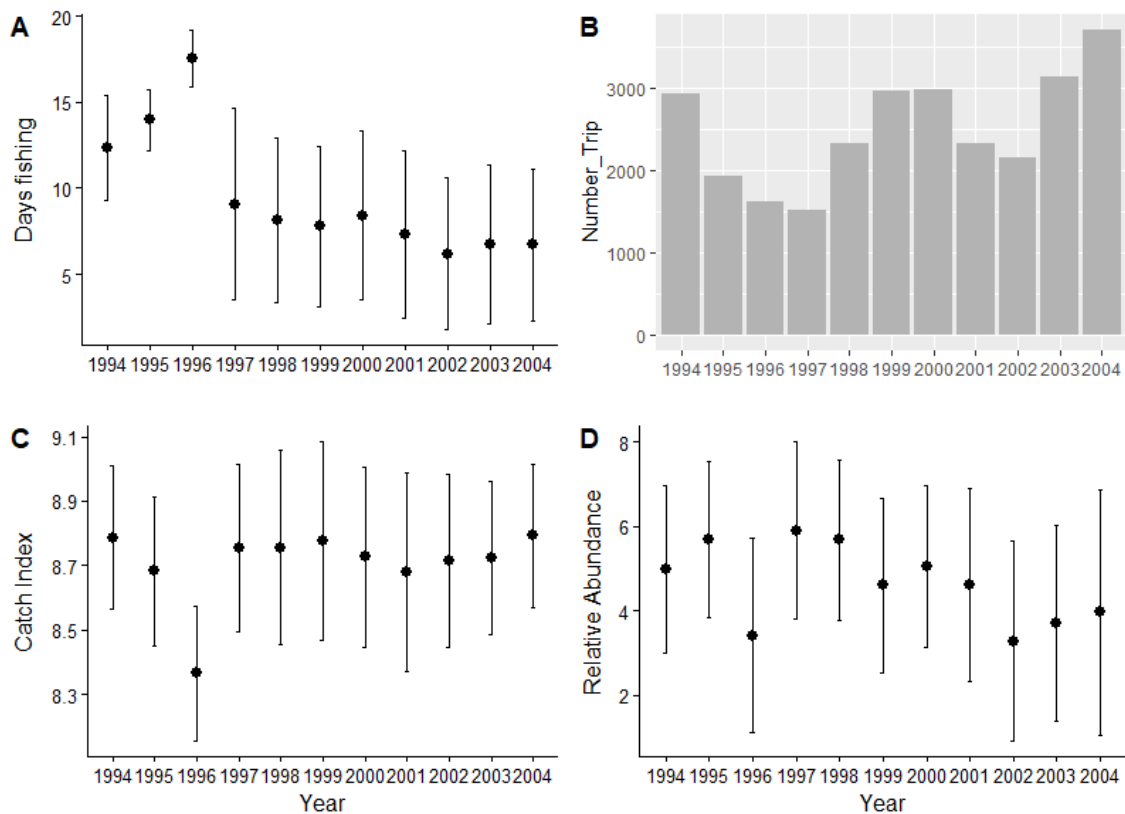 A
Days fishing
20
15
10
5
1994 1995 1996 1997 1998 1999 2000 2001 2002 2003 2004
B
Number_Trip
3000
2000
1000
0
1994 1995 1996 1997 1998 1999 2000 2001 2002 2003 2004
C
Catch Index
9.1
8.9
8.7
8.5
8.3
1994 1995 1996 1997 1998 1999 2000 2001 2002 2003 2004
Year
D
Relative Abundance
8
6
4
2
1994 1995 1996 1997 1998 1999 2000 2001 2002 2003 2004
Year